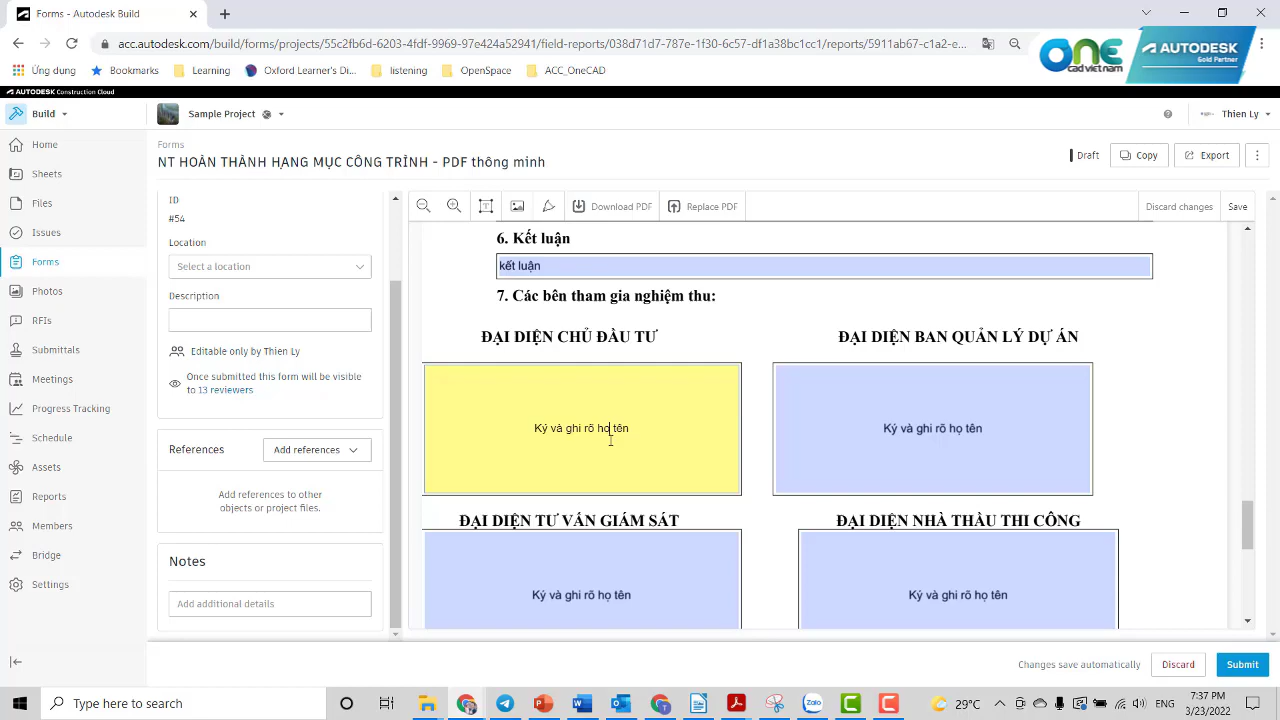 Forms - Autodesk Build
acc.autodesk.com/build/forms/projects/55c2fb6d-6203-4fdf-9969-97e424a52941/field-reports/038d71d7-787e-1f30-6c57-df1a38bc1cc1/reports/5911ab67-c1a2-e...
Ứng dung
Bookmarks
Learning
Oxford Learner's Di...
listening
OpenSpace
ACC_OneCAD
ONE
cad việt nam
AUTODESK
Gold Partner
AUTODESK Construction Cloud
Build
Sample Project
Thien Ly
Home
Sheets
Files
Issues
Forms
Photos
RFIs
Submittals
Meetings
Progress Tracking
Schedule
Assets
Reports
Members
Bridge
Settings
Forms
NT HOÀN THÀNH HẠNG MỤC CÔNG TRÌNH - PDF thông minh
Draft
Copy
Export
ID
#54
Location
Select a location
Description
Editable only by Thien Ly
Once submitted this form will be visible
to 13 reviewers
References
Add references
Add references to other
objects or project files.
Notes
Add additional details
Download PDF
Replace PDF
Discard changes
Save
6. Kết luận
kết luận
7. Các bên tham gia nghiệm thu:
ĐẠI DIỆN CHỦ ĐẦU TƯ
ĐẠI DIỆN BAN QUẢN LÝ DỰ ÁN
Ký và ghi rõ họ tên
Ký và ghi rõ họ tên
ĐẠI DIỆN TƯ VẤN GIÁM SÁT
ĐẠI DIỆN NHÀ THẦU THI CÔNG
Ký và ghi rõ họ tên
Ký và ghi rõ họ tên
Changes save automatically
Discard
Submit
Type here to search
Zalo
29°C
7:37 PM
3/23/2022